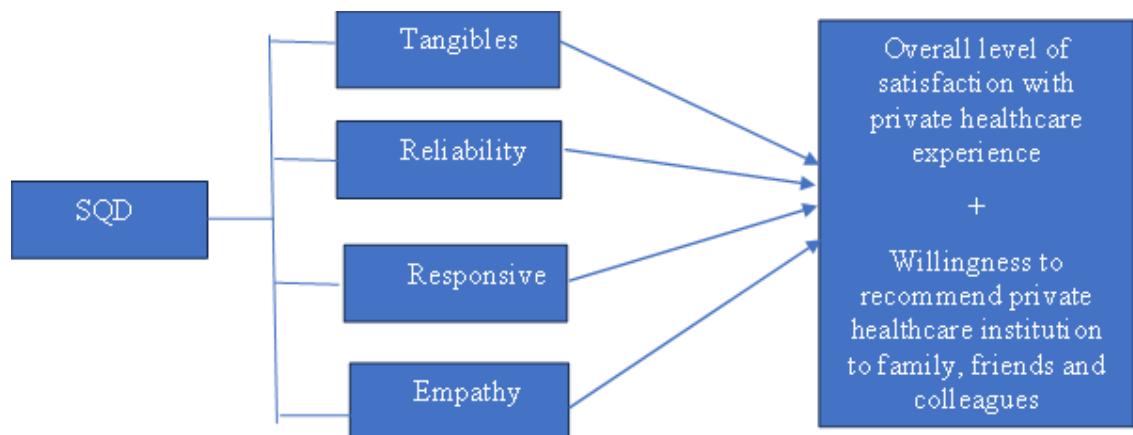 SQD
Tangibles
Reliability
Responsive
Empathy
Overall level of
satisfaction with
private healthcare
experience
+
Willingness to
recommend private
healthcare institution
to family, friends and
colleagues